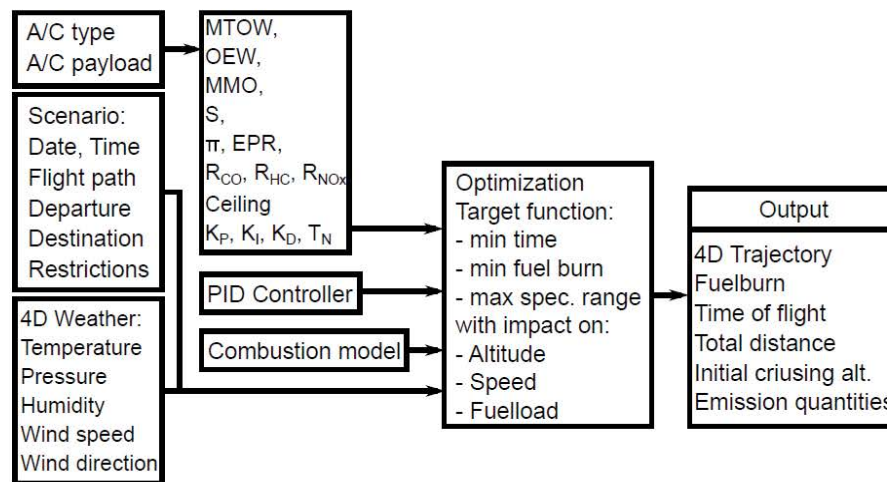 A/C type
A/C payload
Scenario:
Date, Time
Flight path
Departure
Destination
Restrictions
4D Weather:
Temperature
Pressure
Humidity
Wind speed
Wind direction
MTOW,
OEW,
MMO,
S,
π, EPR,
R_CO, R_HC, R_NOx
Ceiling
K_P, K_I, K_D, T_N
PID Controller
Combustion model
Optimization
Target function:
- min time
- min fuel burn
- max spec. range
with impact on:
- Altitude
- Speed
- Fuelload
Output
4D Trajectory
Fuelburn
Time of flight
Total distance
Initial criusing alt.
Emission quantities